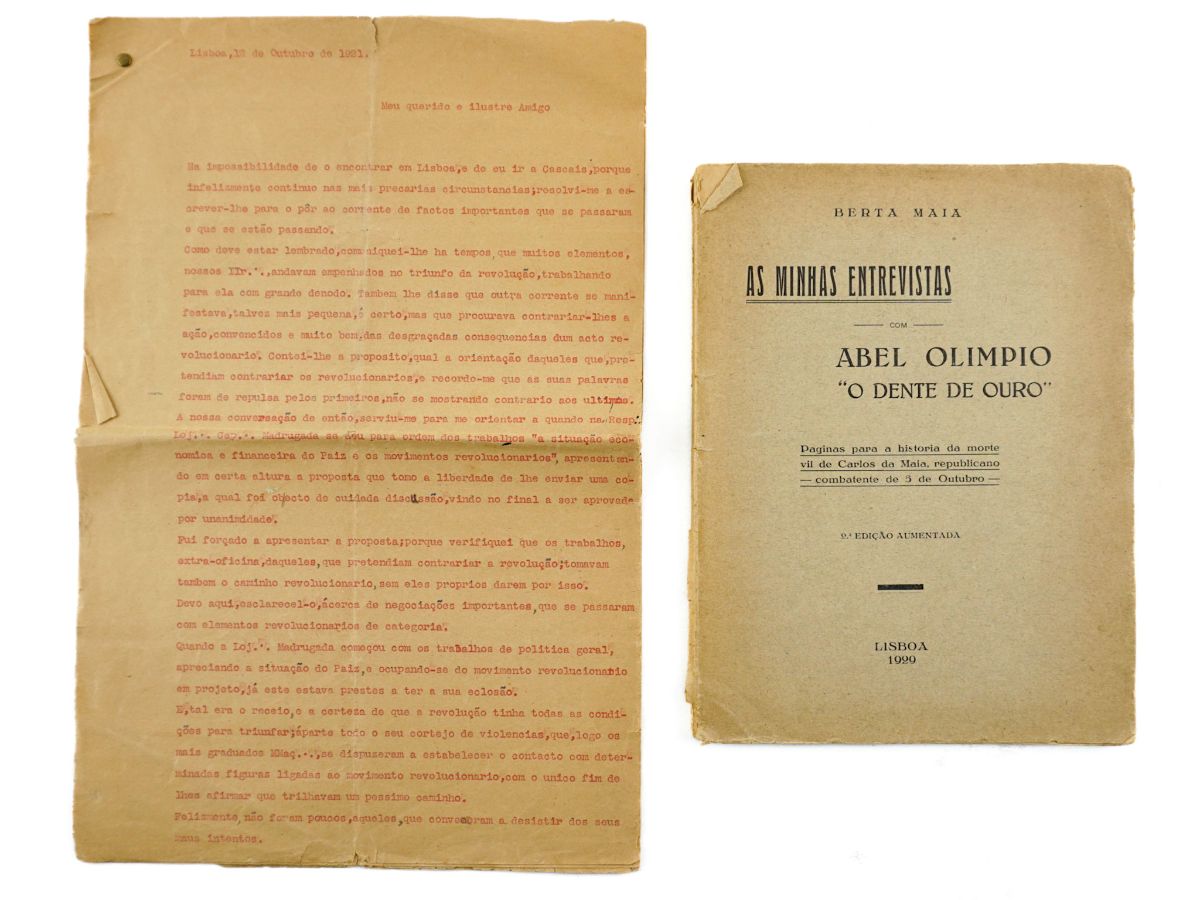 Lisboa,12 de Outubro de 1921.
Meu querido e ilustre Amigo
Na impossibilidade de o encontrar em Lisboa,e de eu ir a Cascais,porque
infelizmente continuo nas mais precarias circunstancias;resolvi-me a es-
crever-lhe para o pôr ao corrente de factos importantes que se passaram
e que se estão passando.
Como deve estar lembrado,comuniquei-lhe ha tempos,que muitos elementos,
nossos IIr.'.,andavam empenhados no triunfo da revolução,trabalhando
para ela com grande denodo. Tambem lhe disse que outra corrente se mani-
festava,talvez mais pequena,é certo,mas que procurava contrariar-lhes a
ação,convencidos e muito bem,das desgraçadas consequencias dum acto re-
volucionario. Contei-lhe a proposito,qual a orientação daqueles que,pre-
tendiam contrariar os revolucionarios,e recordo-me que as suas palavras
foram de repulsa pelos primeiros,não se mostrando contrario aos ultimos.
A nossa conversação de então,serviu-me para me orientar a quando na Resp.
Loj.'. Cap.'. Madrugada se deu para ordem dos trabalhos "a situação eco-
nomica e financeira do Paiz e os movimentos revolucionarios", apresentan-
do em certa altura a proposta que tomo a liberdade de lhe enviar uma co-
pia,a qual foi objecto de cuidada discussão,vindo no final a ser aprovada
por unanimidade.
Fui forçado a apresentar a proposta;porque verifiquei que os trabalhos,
extra-oficina,daqueles,que pretendiam contrariar a revolução;tomavam
tambem o caminho revolucionario,sem eles proprios darem por isso.
Devo aqui,esclarecel-o,ácerca de negociações importantes,que se passaram
com elementos revolucionarios de categoria.
Quando a Loj.'. Madrugada começou com os trabalhos de politica geral,
apreciando a situação do Paiz,e ocupando-se do movimento revolucionario
em projeto,já este estava prestes a ter a sua eclosão.
E,tal era o receio,e a certeza de que a revolução tinha todas as condi-
ções para triunfar;áparte todo o seu cortejo de violencias,que,logo os
mais graduados MMaç.'.,se dispuzeram a estabelecer o contacto com deter-
minadas figuras ligadas ao movimento revolucionario,com o unico fim de
lhes afirmar que trilhavam um pessimo caminho.
Felizmente,não foram poucos,aqueles,que convieram a desistir dos seus
maus intentos.
BERTA MAIA
AS MINHAS ENTREVISTAS
— COM —
ABEL OLIMPIO
"O DENTE DE OURO"
Paginas para a historia da morte
vil de Carlos da Maia, republicano
— combatente de 5 de Outubro —
2.ª EDIÇÃO AUMENTADA
LISBOA
1929